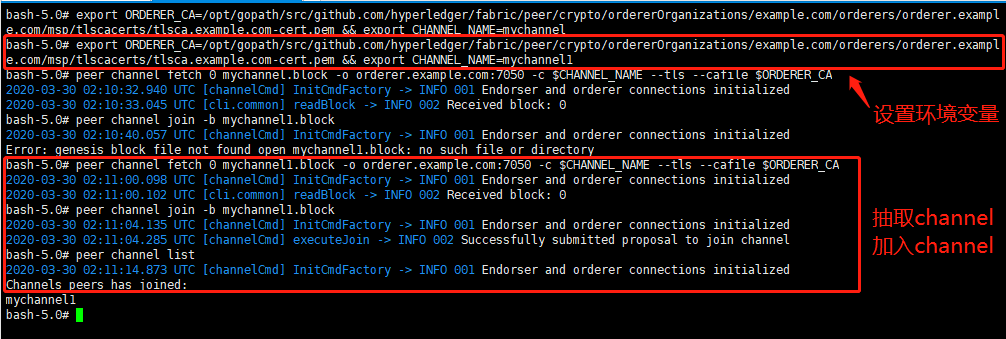 bash-5.0# export ORDERER_CA=/opt/gopath/src/github.com/hyperledger/fabric/peer/crypto/ordererOrganizations/example.com/orderers/orderer.exampl
e.com/msp/tlscacerts/tlsca.example.com-cert.pem && export CHANNEL_NAME=mychannel
bash-5.0# export ORDERER_CA=/opt/gopath/src/github.com/hyperledger/fabric/peer/crypto/ordererOrganizations/example.com/orderers/orderer.exampl
e.com/msp/tlscacerts/tlsca.example.com-cert.pem && export CHANNEL_NAME=mychannel1
bash-5.0# peer channel fetch 0 mychannel.block -o orderer.example.com:7050 -c $CHANNEL_NAME --tls --cafile $ORDERER_CA
2020-03-30 02:10:32.940 UTC [channelCmd] InitCmdFactory -> INFO 001 Endorser and orderer connections initialized
2020-03-30 02:10:33.045 UTC [cli.common] readBlock -> INFO 002 Received block: 0
设置环境变量
bash-5.0# peer channel join -b mychannel1.block
2020-03-30 02:10:40.057 UTC [channelCmd] InitCmdFactory -> INFO 001 Endorser and orderer connections initialized
Error: genesis block file not found open mychannel1.block: no such file or directory
bash-5.0# peer channel fetch 0 mychannel1.block -o orderer.example.com:7050 -c $CHANNEL_NAME --tls --cafile $ORDERER_CA
2020-03-30 02:11:00.098 UTC [channelCmd] InitCmdFactory -> INFO 001 Endorser and orderer connections initialized
2020-03-30 02:11:00.102 UTC [cli.common] readBlock -> INFO 002 Received block: 0
bash-5.0# peer channel join -b mychannel1.block
2020-03-30 02:11:04.135 UTC [channelCmd] InitCmdFactory -> INFO 001 Endorser and orderer connections initialized
2020-03-30 02:11:04.285 UTC [channelCmd] executeJoin -> INFO 002 Successfully submitted proposal to join channel
bash-5.0# peer channel list
2020-03-30 02:11:14.873 UTC [channelCmd] InitCmdFactory -> INFO 001 Endorser and orderer connections initialized
Channels peers has joined:
mychannel1
bash-5.0#
抽取channel
加入channel